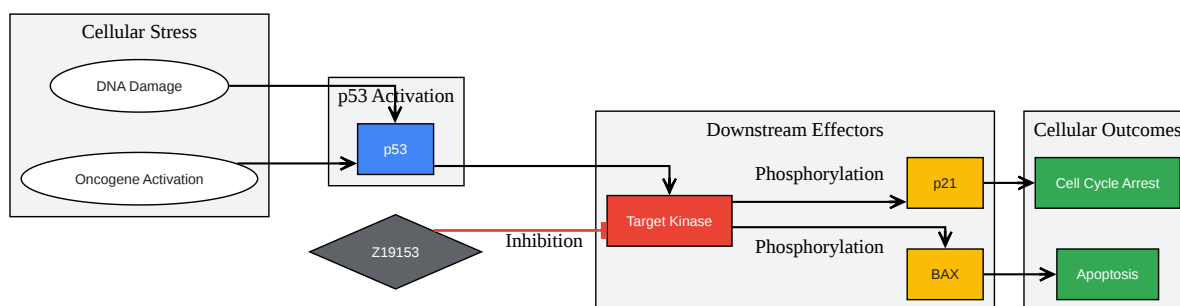 Cellular Stress
DNA Damage
Oncogene Activation
p53 Activation
p53
Z19153
Inhibition
Downstream Effectors
Target Kinase
Phosphorylation
Phosphorylation
p21
BAX
Cellular Outcomes
Cell Cycle Arrest
Apoptosis